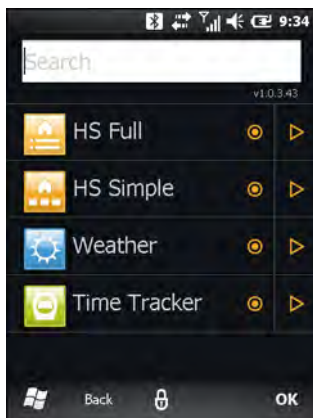 9:34
Search
v1.0.3.43
HS Full
HS Simple
Weather
Time Tracker
Back OK